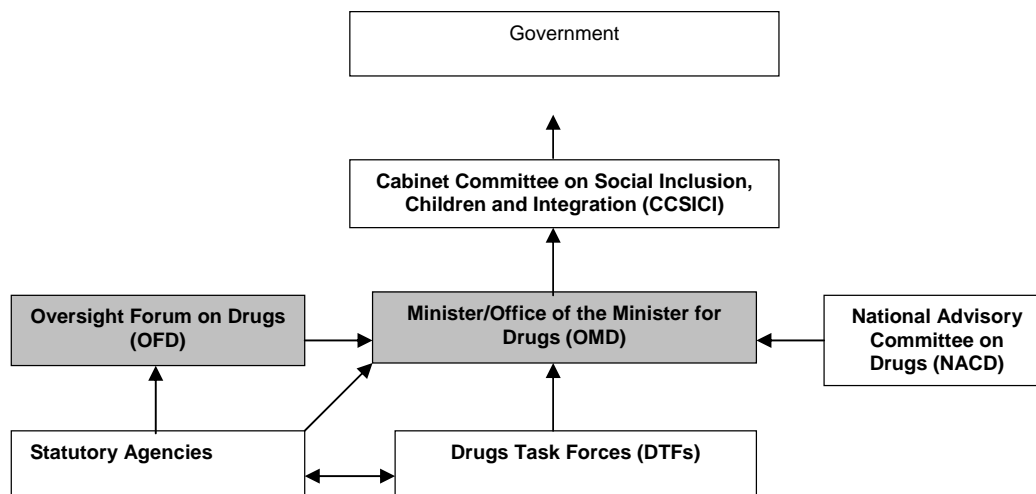 Government
Cabinet Committee on Social Inclusion,
Children and Integration (CCSICI)
Oversight Forum on Drugs
(OFD)
Minister/Office of the Minister for
Drugs (OMD)
National Advisory
Committee on
Drugs (NACD)
Statutory Agencies
Drugs Task Forces (DTFs)